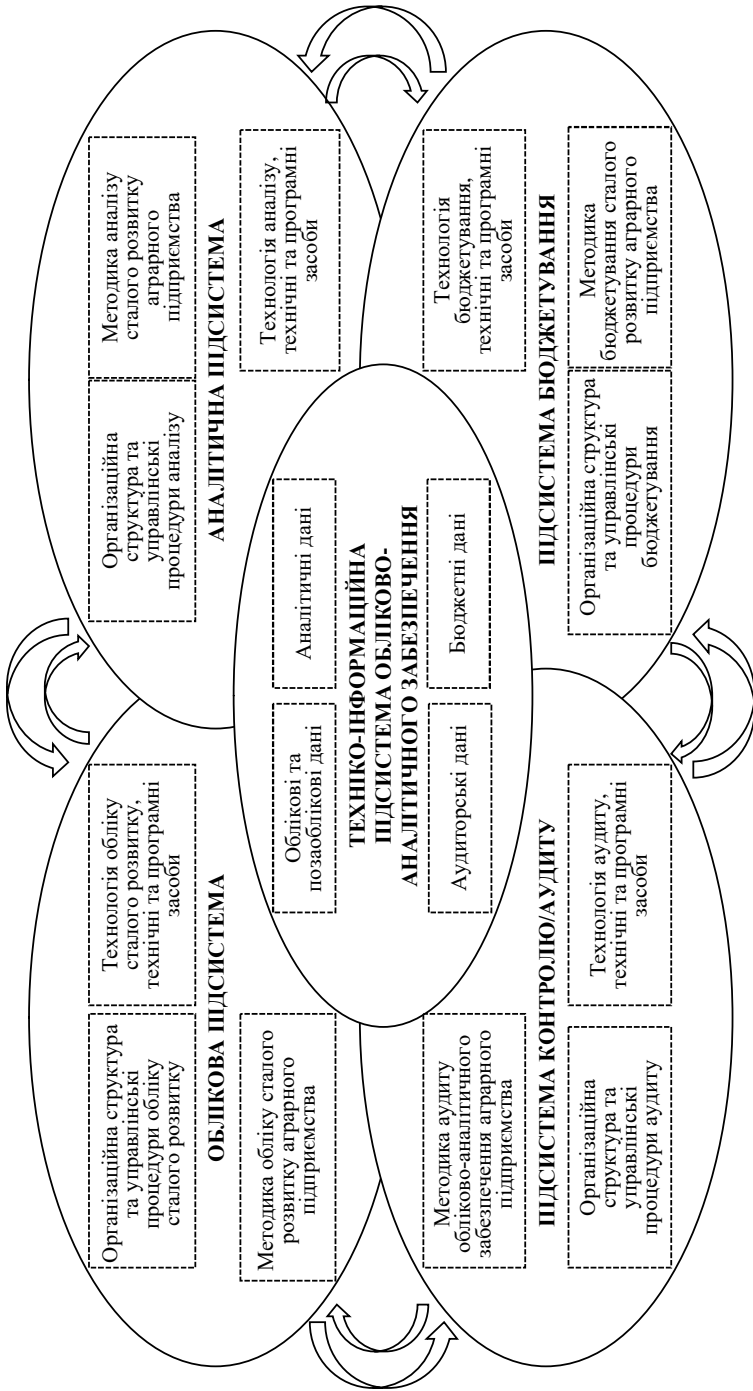 Організаційна структура
та управлінські
процедури обліку
сталого розвитку
Технологія обліку
сталого розвитку,
технічні та програмні
засоби
ОБЛІКОВА ПІДСИСТЕМА
Методика обліку сталого
розвитку аграрного
підприємства
Організаційна
структура та
управлінські
процедури аналізу
Методика аналізу
сталого розвитку
аграрного
підприємства
АНАЛІТИЧНА ПІДСИСТЕМА
Технологія аналізу,
технічні та програмні
засоби
Облікові та
позаоблікові дані
Аналітичні дані
ТЕХНІКО-ІНФОРМАЦІЙНА
ПІДСИСТЕМА ОБЛІКОВО-
АНАЛІТИЧНОГО ЗАБЕЗПЕЧЕННЯ
Аудиторські дані
Бюджетні дані
Методика аудиту
обліково-аналітичного
забезпечення аграрного
підприємства
ПІДСИСТЕМА КОНТРОЛЮ/АУДИТУ
Організаційна
структура та
управлінські
процедури аудиту
Технологія аудиту,
технічні та програмні
засоби
Технологія
бюджетування,
технічні та програмні
засоби
ПІДСИСТЕМА БЮДЖЕТУВАННЯ
Організаційна структура
та управлінські
процедури
бюджетування
Методика
бюджетування сталого
розвитку аграрного
підприємства